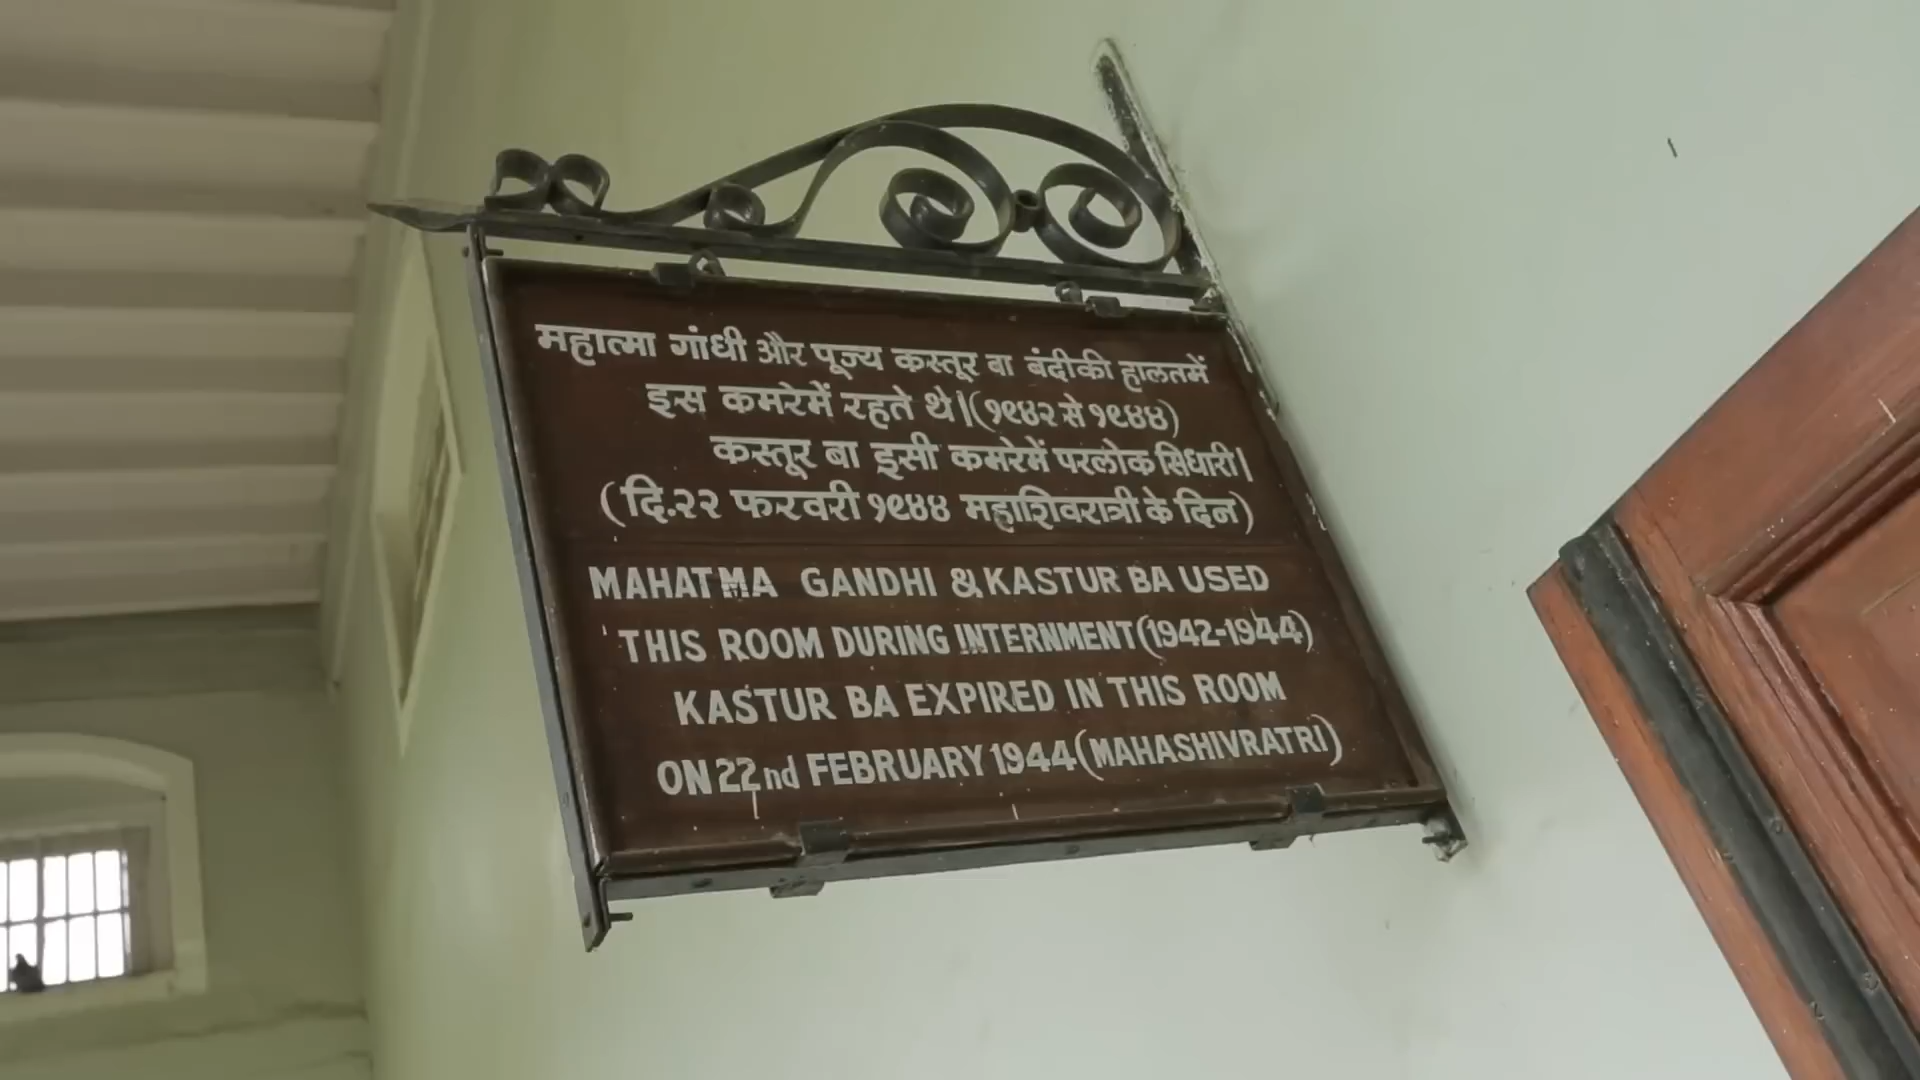 महात्मा गांधी और पूज्य कस्तूर बा बंदीकी हालतमें
इस कमरेमें रहते थे।(१९४२ से १९४४)
कस्तूर बा इसी कमरेमें परलोक सिधारी।
(दि.२२ फरवरी १९४४ महाशिवरात्री के दिन)
MAHATMA GANDHI & KASTUR BA USED
THIS ROOM DURING INTERNMENT (1942-1944)
KASTUR BA EXPIRED IN THIS ROOM
ON 22nd FEBRUARY 1944 (MAHASHIVRATRI)